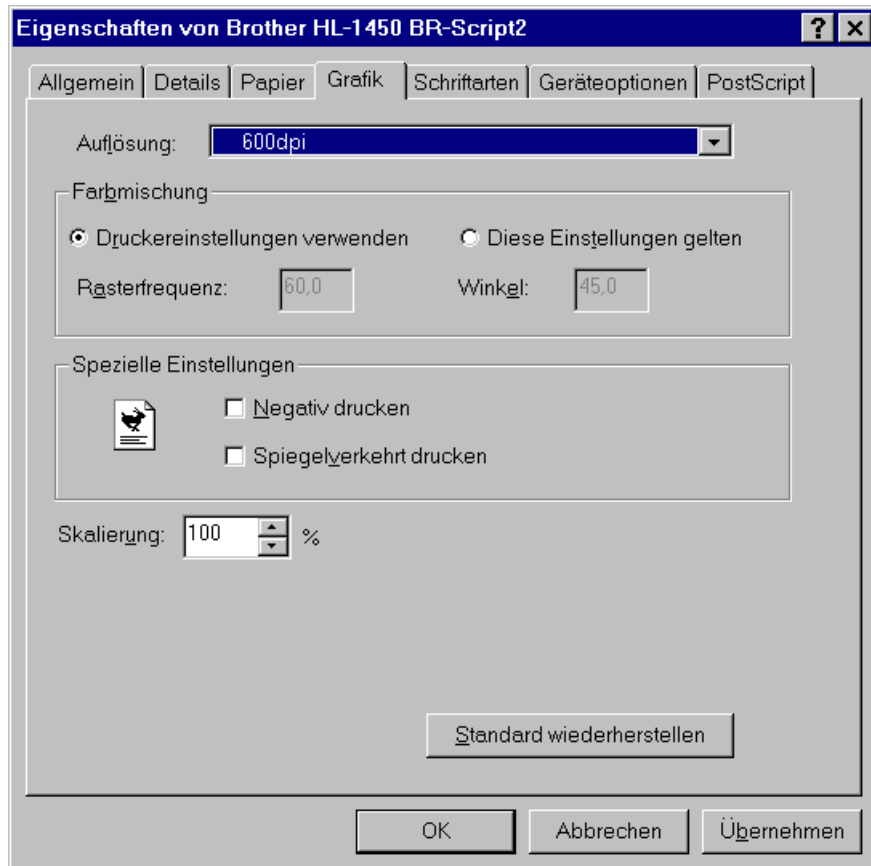 Eigenschaften von Brother HL-1450 BR-Script2
Allgemein Details Papier Grafik Schriftarten Geräteoptionen PostScript
Auflösung: 600dpi
Farbmischung
Druckereinstellungen verwenden Diese Einstellungen gelten
Rasterfrequenz: 60,0 Winkel: 45,0
Spezielle Einstellungen
Negativ drucken
Spiegelverkehrt drucken
Skalierung: 100 %
Standard wiederherstellen
OK Abbrechen Übernehmen